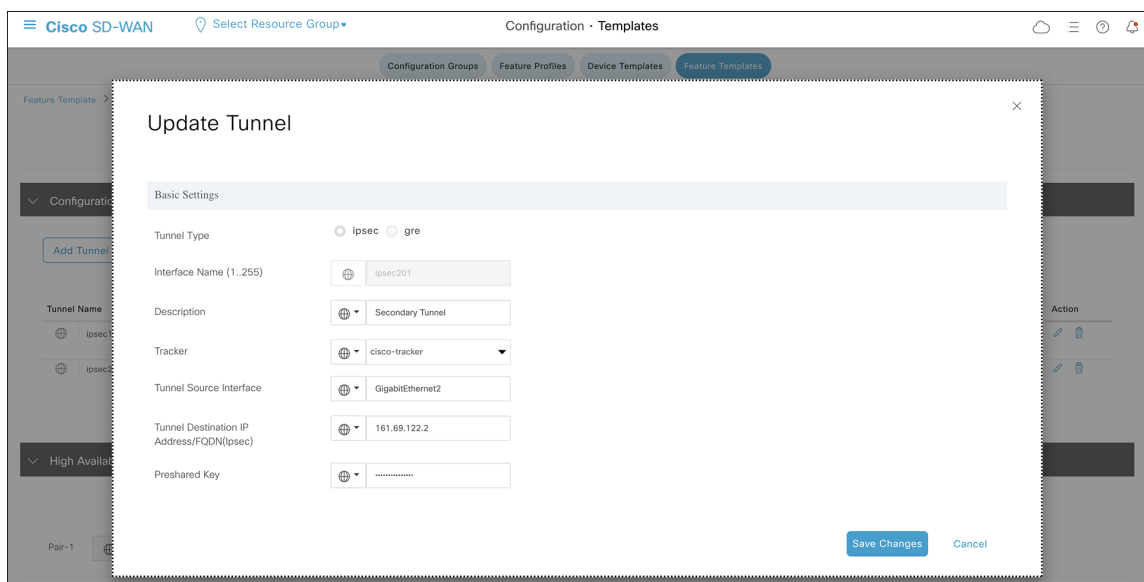 Cisco SD-WAN
Select Resource Group
Configuration · Templates
Configuration Groups
Feature Profiles
Device Templates
Feature Templates
Feature Template >
Update Tunnel
Basic Settings
Configuratio
Tunnel Type
ipsec
gre
Add Tunnel
Interface Name (1..255)
ipsec201
Tunnel Name
Action
Description
Secondary Tunnel
ipsec1
Tracker
cisco-tracker
ipsec2
Tunnel Source Interface
GigabitEthernet2
Tunnel Destination IP
Address/FQDN(Ipsec)
161.69.122.2
High Availab
Preshared Key
...............
Save Changes
Cancel
Pair-1